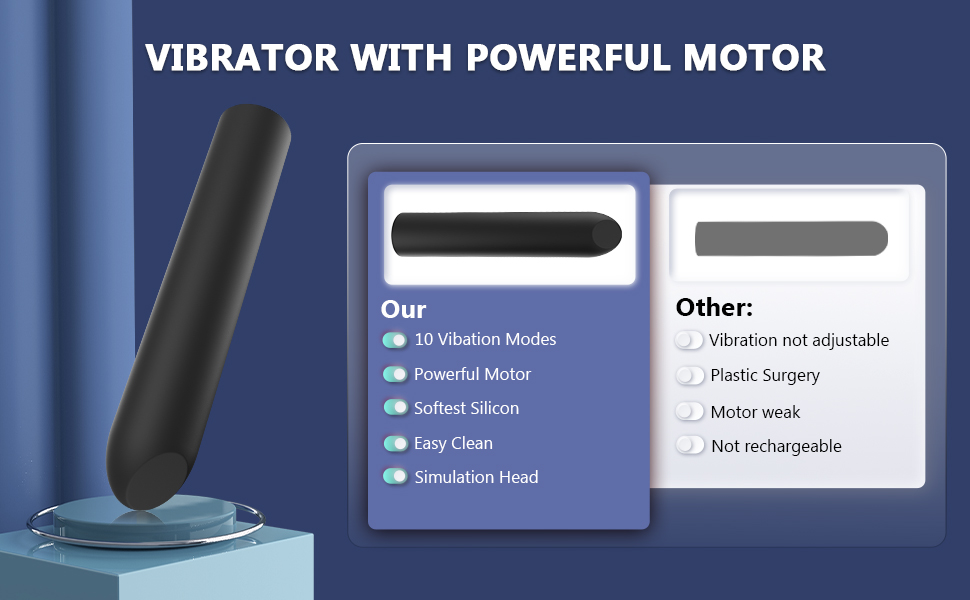 VIBRATOR WITH POWERFUL MOTOR
Our
10 Vibation Modes
Powerful Motor
Softest Silicon
Easy Clean
Simulation Head
Other:
Vibration not adjustable
Plastic Surgery
Motor weak
Not rechargeable